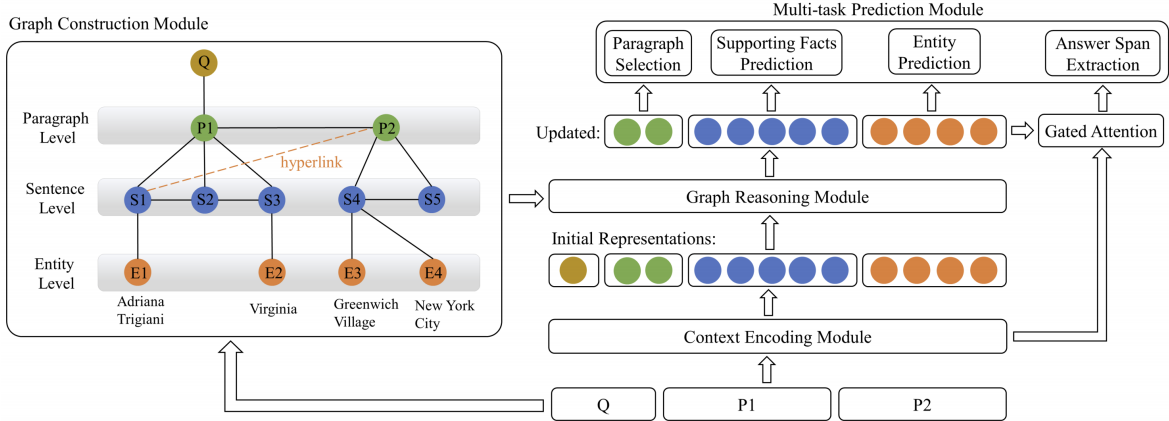 Graph Construction Module
Q
Paragraph
Level
P1
P2
hyperlink
Sentence
Level
S1
S2
S3
S4
S5
Entity
Level
E1
E2
E3
E4
Adriana
Trigiani
Virginia
Greenwich
Village
New York
City
Multi-task Prediction Module
Paragraph
Selection
Supporting Facts
Prediction
Entity
Prediction
Answer Span
Extraction
Updated:
Gated Attention
Graph Reasoning Module
Initial Representations:
Context Encoding Module
Q
P1
P2